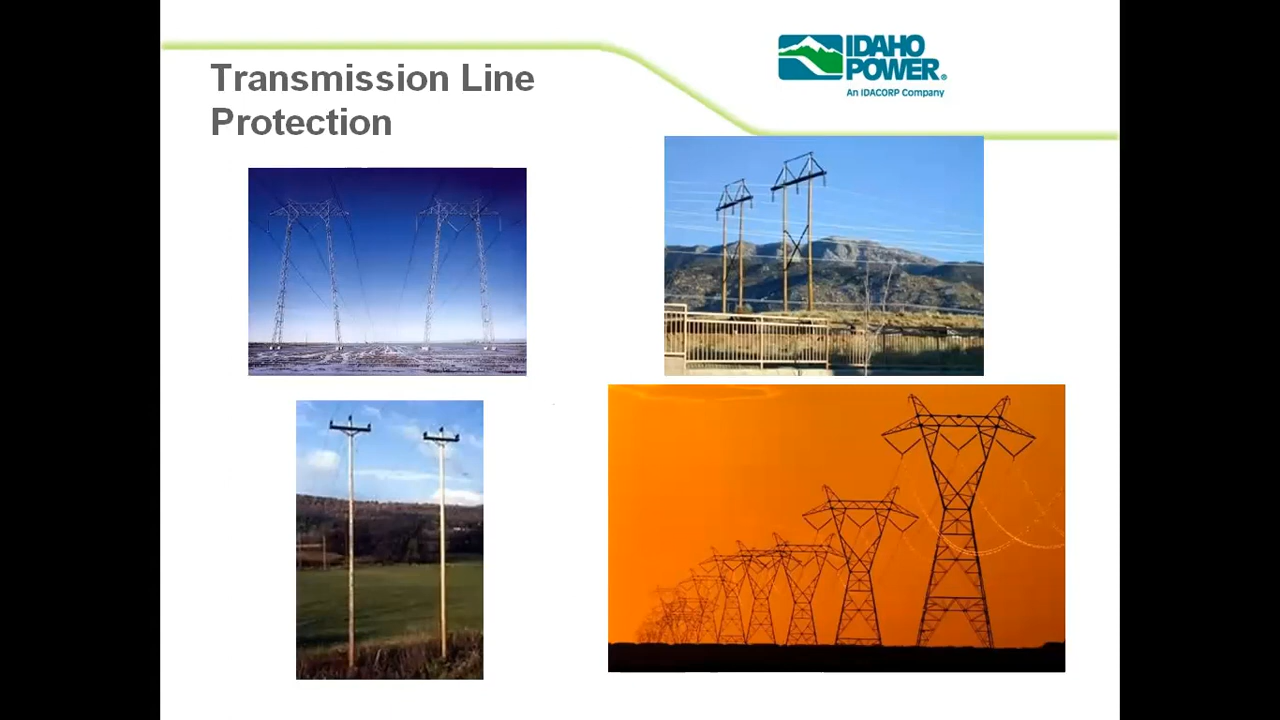 Transmission Line
Protection
IDAHO
POWER®
An IDACORP Company